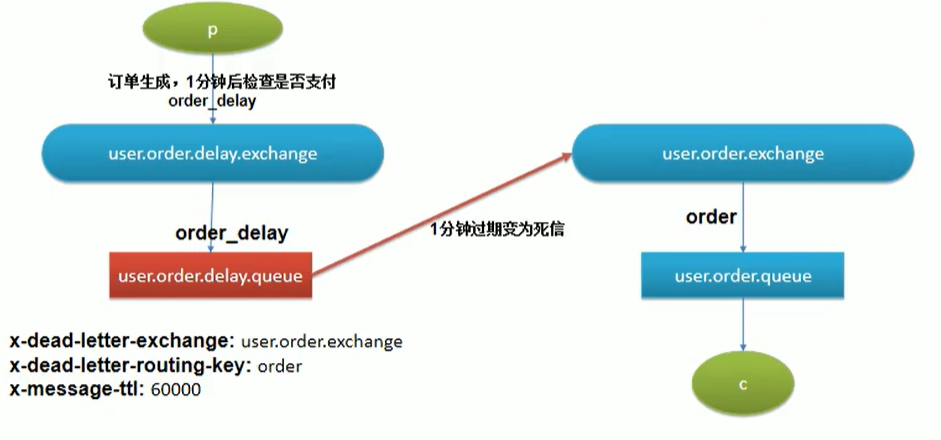 p
订单生成，1分钟后检查是否支付
order_delay
user.order.delay.exchange
user.order.exchange
order_delay
1分钟过期变为死信
order
user.order.delay.queue
user.order.queue
x-dead-letter-exchange: user.order.exchange
x-dead-letter-routing-key: order
x-message-ttl: 60000
c